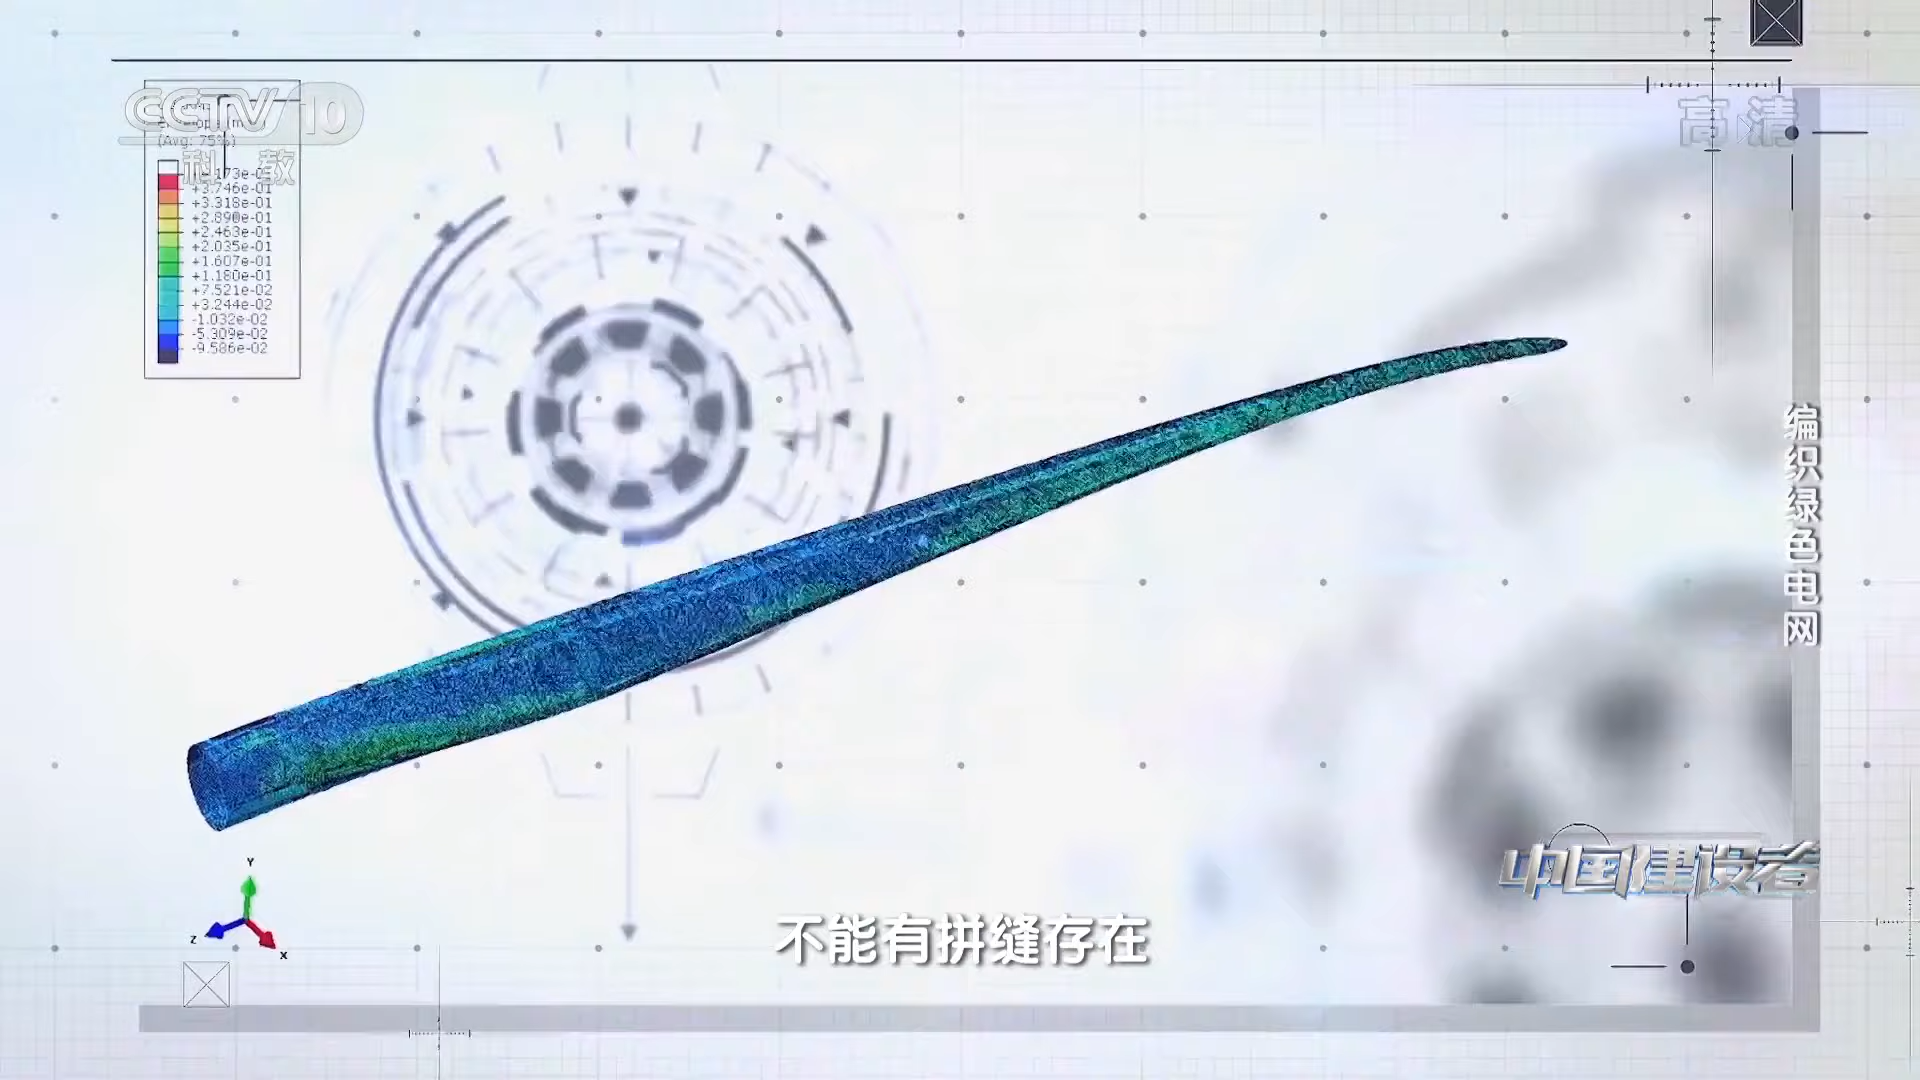 CCTV 10
科教
高清
(Avg: 75%)
+3.746e-01
+3.318e-01
+2.890e-01
+2.463e-01
+2.035e-01
+1.607e-01
+1.180e-01
+7.521e-02
+3.244e-02
-1.032e-02
-5.309e-02
-9.586e-02
编织绿色电网
中国建设者
Y
Z
X
不能有拼缝存在